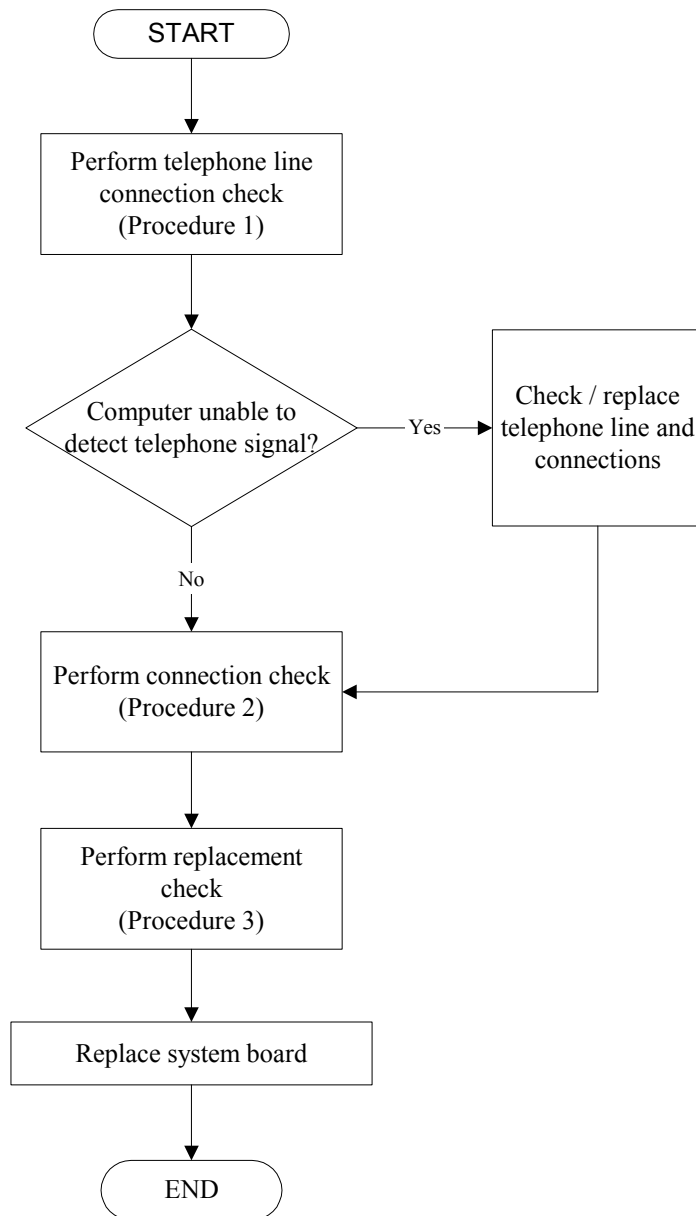 START
Perform telephone line
connection check
(Procedure 1)
Computer unable to
detect telephone signal?
Yes
Check / replace
telephone line and
connections
No
Perform connection check
(Procedure 2)
Perform replacement
check
(Procedure 3)
Replace system board
END